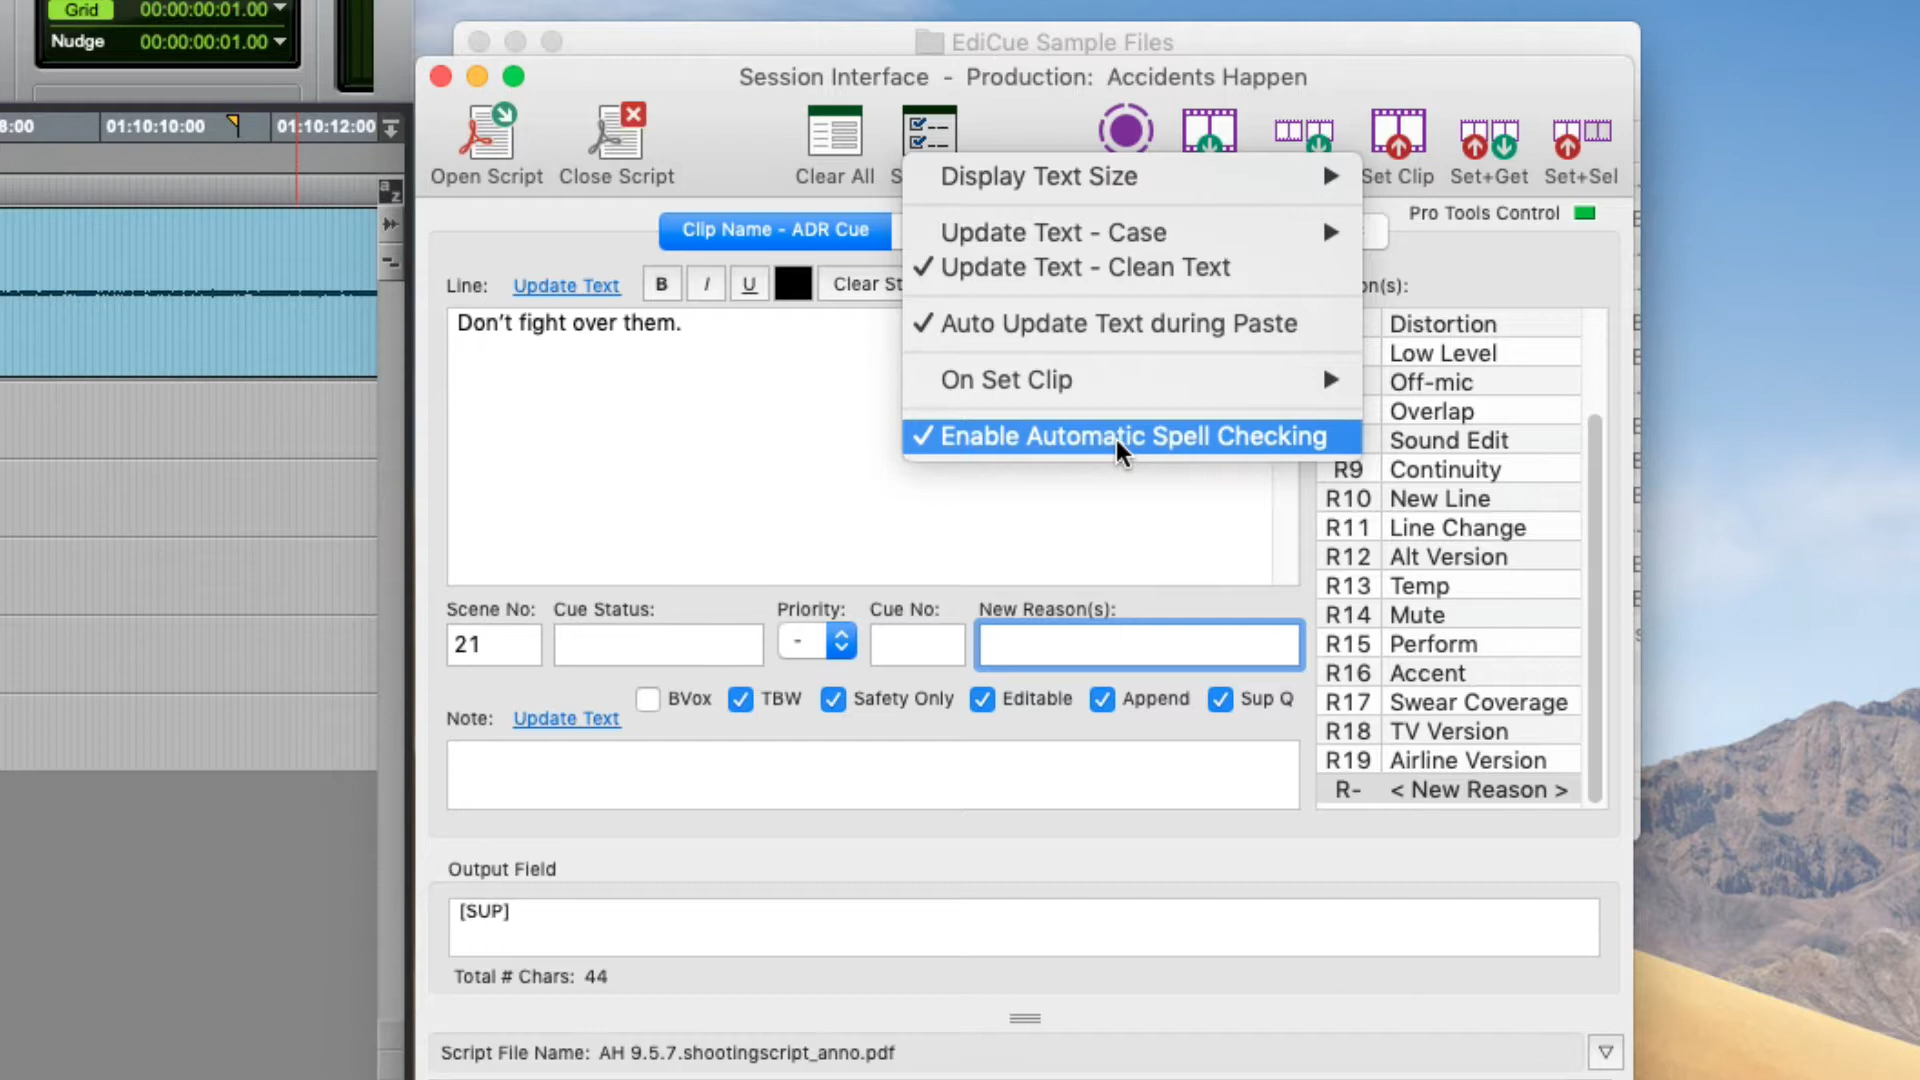 Grid 00:00:00:01.00
Nudge 00:00:00:01.00
EdiCue Sample Files
Session Interface - Production: Accidents Happen
01:10:10:00 01:10:12:00
Open Script Close Script Clear All Set Clip Set+Get Set+Sel
Display Text Size
Update Text - Case
✓ Update Text - Clean Text
✓ Auto Update Text during Paste
On Set Clip
✓ Enable Automatic Spell Checking
Pro Tools Control
Clip Name - ADR Cue
Line: Update Text B I U Clear St
Don't fight over them.
Distortion
Low Level
Off-mic
Overlap
Sound Edit
R9 Continuity
R10 New Line
R11 Line Change
R12 Alt Version
R13 Temp
R14 Mute
R15 Perform
R16 Accent
R17 Swear Coverage
R18 TV Version
R19 Airline Version
R- < New Reason >
Scene No: Cue Status: Priority: Cue No: New Reason(s):
21 -
BVox TBW Safety Only Editable Append Sup Q
Note: Update Text
Output Field
[SUP]
Total # Chars: 44
Script File Name: AH 9.5.7.shootingscript_anno.pdf